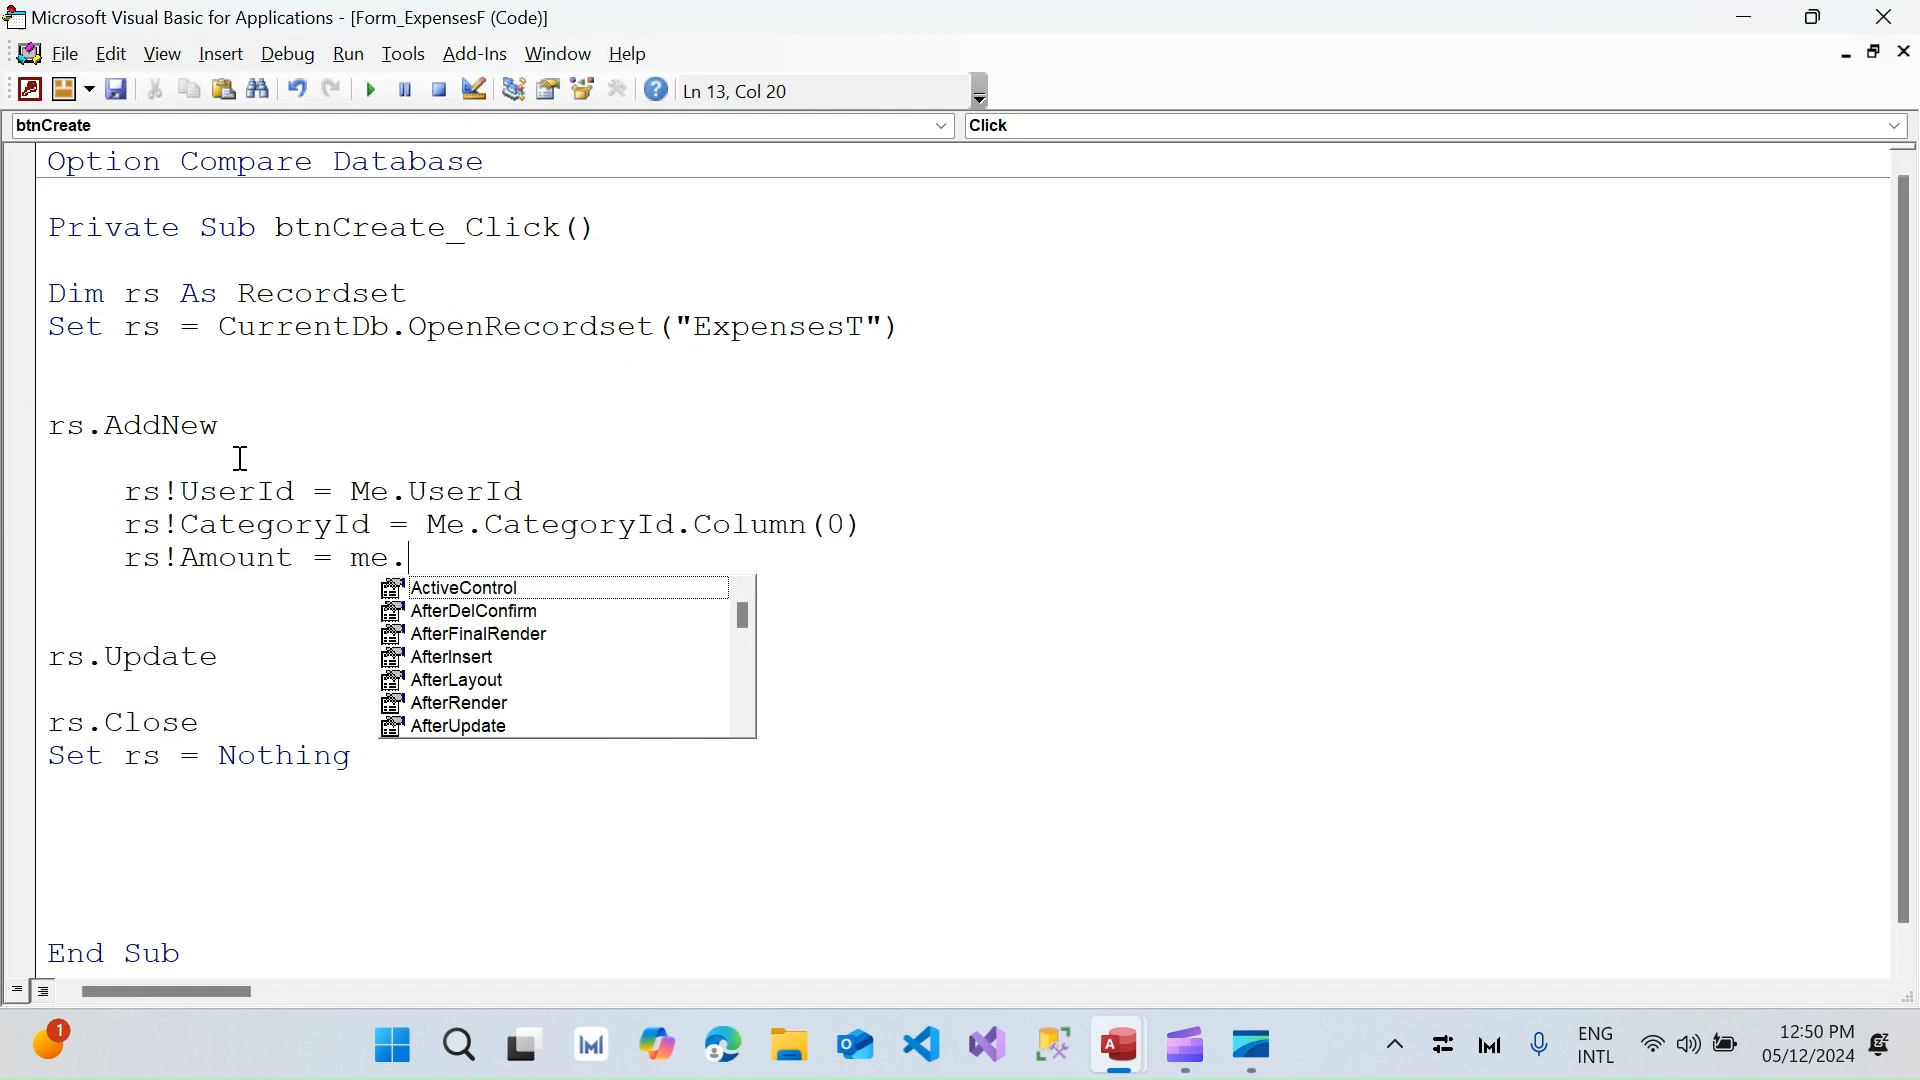 Microsoft Visual Basic for Applications - [Form_ExpensesF (Code)]
File Edit View Insert Debug Run Tools Add-Ins Window Help
Ln 13, Col 20
btnCreate
Click
Option Compare Database
Private Sub btnCreate_Click()
Dim rs As Recordset
Set rs = CurrentDb.OpenRecordset("ExpensesT")
rs.AddNew
rs!UserId = Me.UserId
rs!CategoryId = Me.CategoryId.Column(0)
rs!Amount = me.
ActiveControl
AfterDelConfirm
AfterFinalRender
AfterInsert
AfterLayout
AfterRender
AfterUpdate
rs.Update
rs.Close
Set rs = Nothing
End Sub
1
ENG
INTL
12:50 PM
05/12/2024